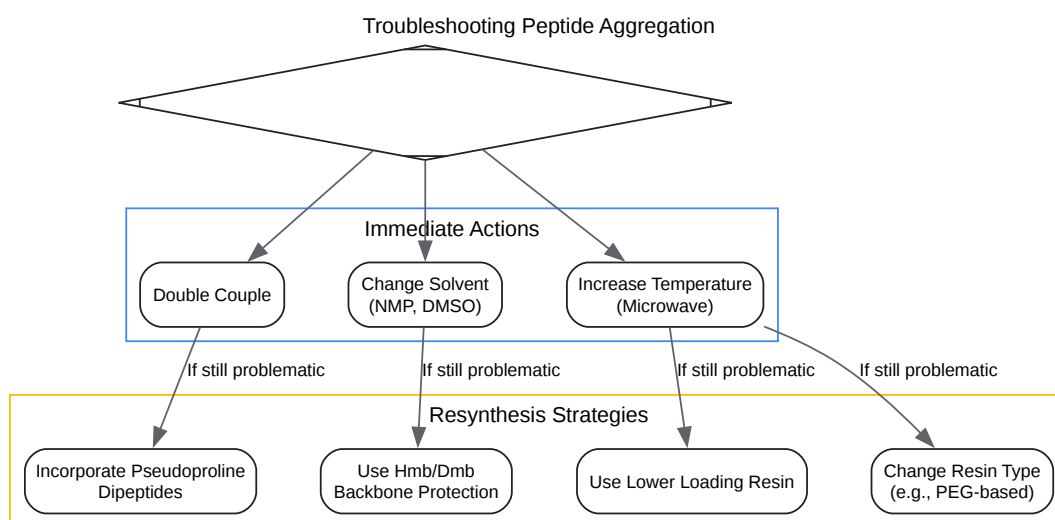 Troubleshooting Peptide Aggregation
Immediate Actions
Double Couple
Change Solvent
(NMP, DMSO)
Increase Temperature
(Microwave)
If still problematic
If still problematic
If still problematic
If still problematic
Resynthesis Strategies
Incorporate Pseudoproline
Dipeptides
Use Hmb/Dmb
Backbone Protection
Use Lower Loading Resin
Change Resin Type
(e.g., PEG-based)